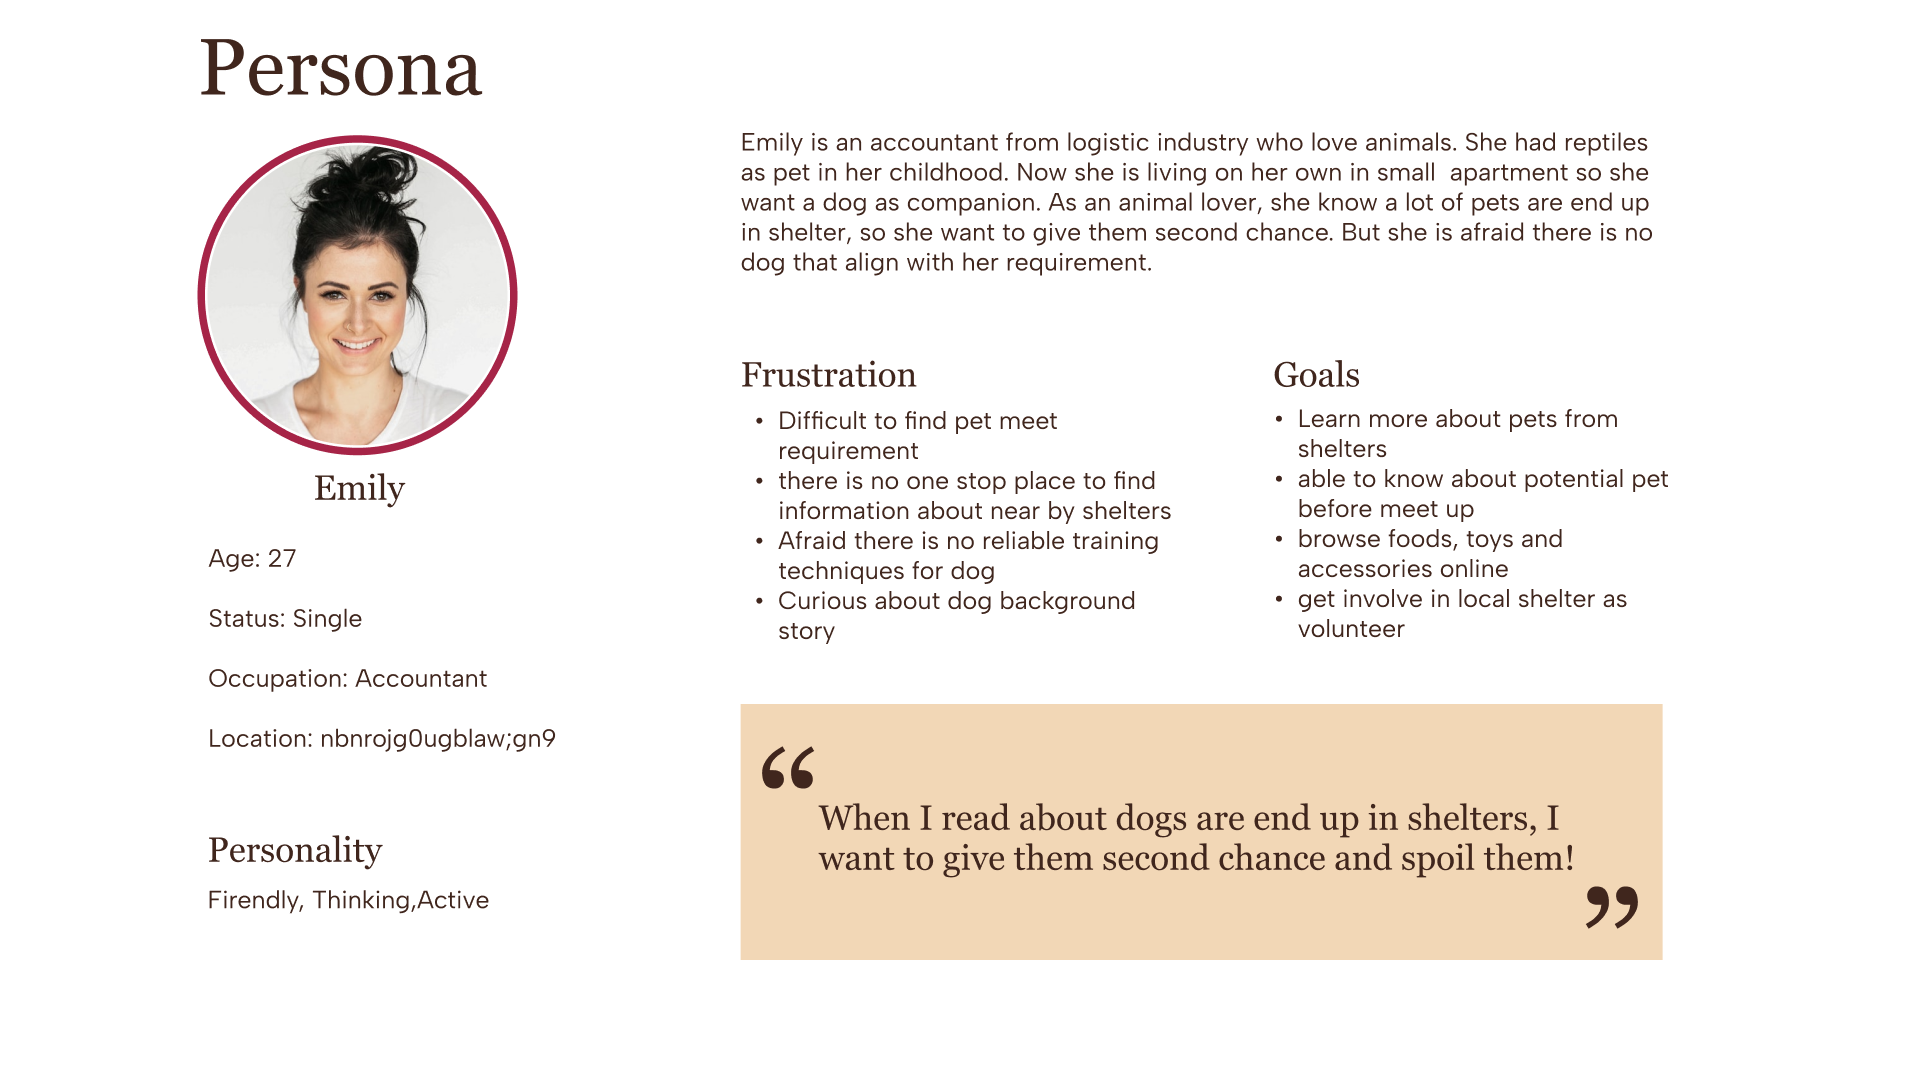 Persona
Emily
Age: 27
Status: Single
Occupation: Accountant
Location: nbnrojg0ugblaw;gn9
Personality
Firendly, Thinking,Active
Emily is an accountant from logistic industry who love animals. She had reptiles
as pet in her childhood. Now she is living on her own in small  apartment so she
want a dog as companion. As an animal lover, she know a lot of pets are end up
in shelter, so she want to give them second chance. But she is afraid there is no
dog that align with her requirement.
Frustration
• Difficult to find pet meet
requirement
• there is no one stop place to find
information about near by shelters
• Afraid there is no reliable training
techniques for dog
• Curious about dog background
story
Goals
• Learn more about pets from
shelters
• able to know about potential pet
before meet up
• browse foods, toys and
accessories online
• get involve in local shelter as
volunteer
“
When I read about dogs are end up in shelters, I
want to give them second chance and spoil them!
”